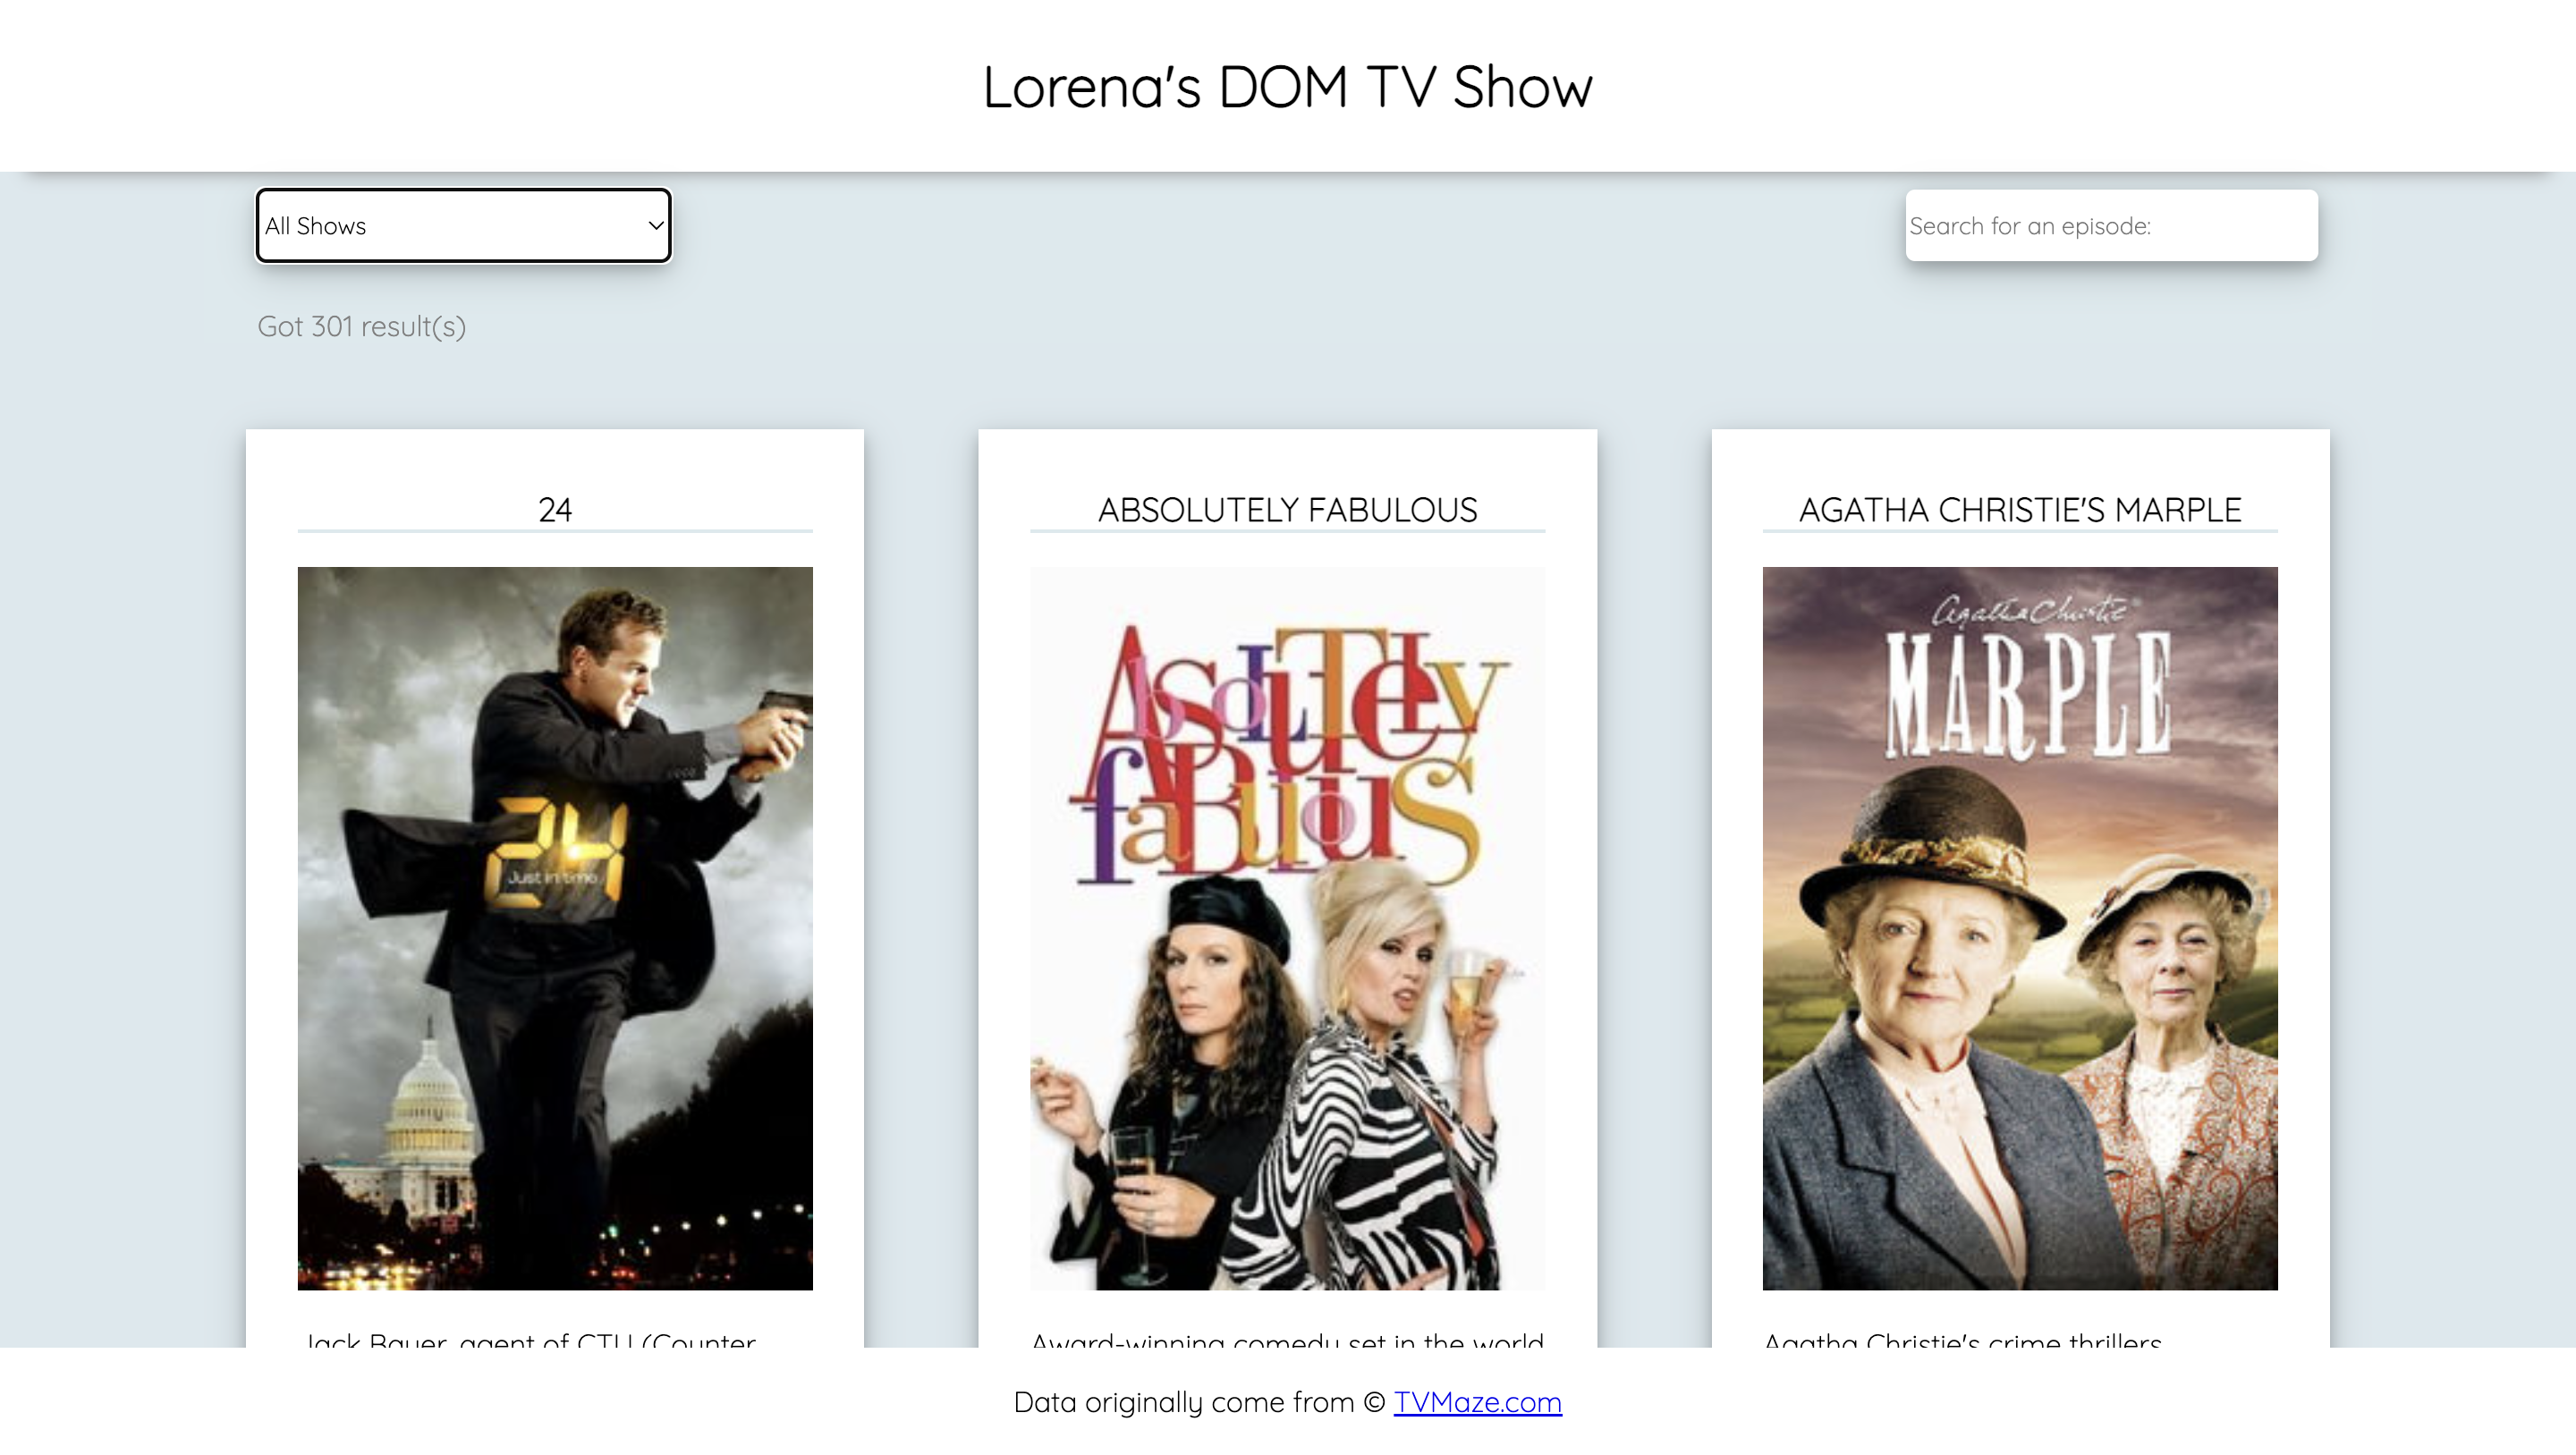 Lorena's DOM TV Show
All Shows
Search for an episode:
Got 301 result(s)
24
ABSOLUTELY FABULOUS
AGATHA CHRISTIE'S MARPLE
24
Just in time
AbsoLUTEly
faBulouS
Agatha Christie
MARPLE
Jack Bauer, agent of CTU (Counter
Award-winning comedy set in the world
Agatha Christie's crime thrillers
Data originally come from © TVMaze.com